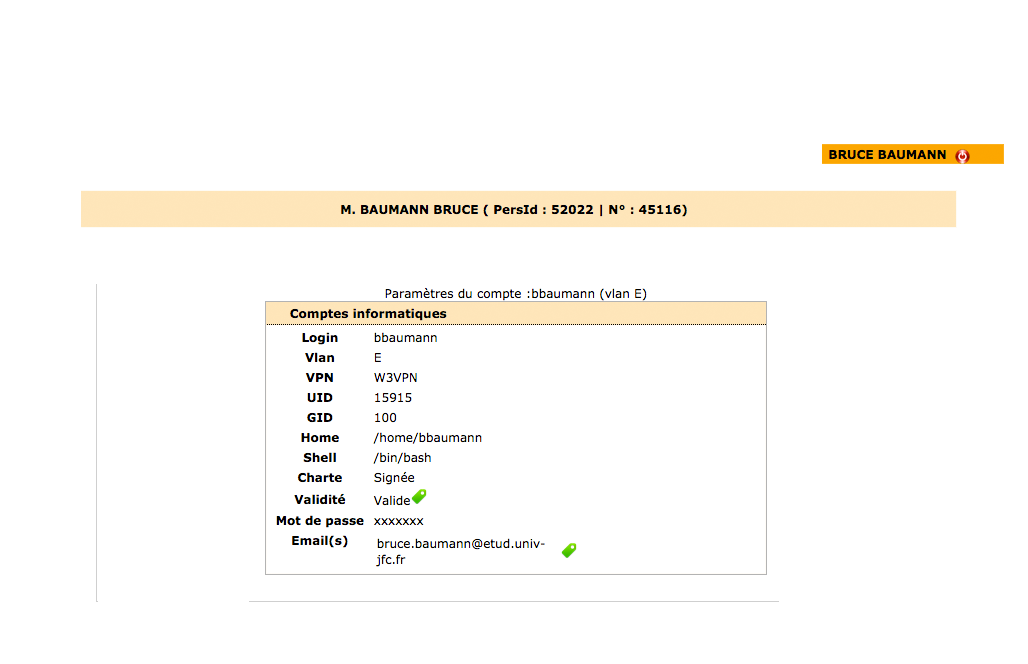 BRUCE BAUMANN
M. BAUMANN BRUCE ( PersId : 52022 | N° : 45116)
Paramètres du compte :bbaumann (vlan E)
Comptes informatiques
Login bbaumann
Vlan E
VPN W3VPN
UID 15915
GID 100
Home /home/bbaumann
Shell /bin/bash
Charte Signée
Validité Valide
Mot de passe xxxxxxx
Email(s) bruce.baumann@etud.univ-
jfc.fr